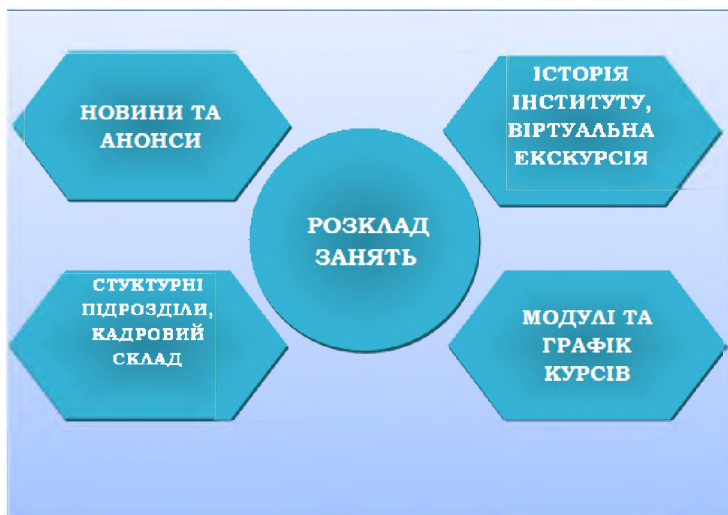 НОВИНИ ТА
АНОНСИ
ІСТОРІЯ
ІНСТИТУТУ,
ВІРТУАЛЬНА
ЕКСКУРСІЯ
РОЗКЛАД
ЗАНЯТЬ
СТУКТУРНІ
ПІДРОЗДІЛИ,
КАДРОВИЙ
СКЛАД
МОДУЛІ ТА
ГРАФІК
КУРСІВ